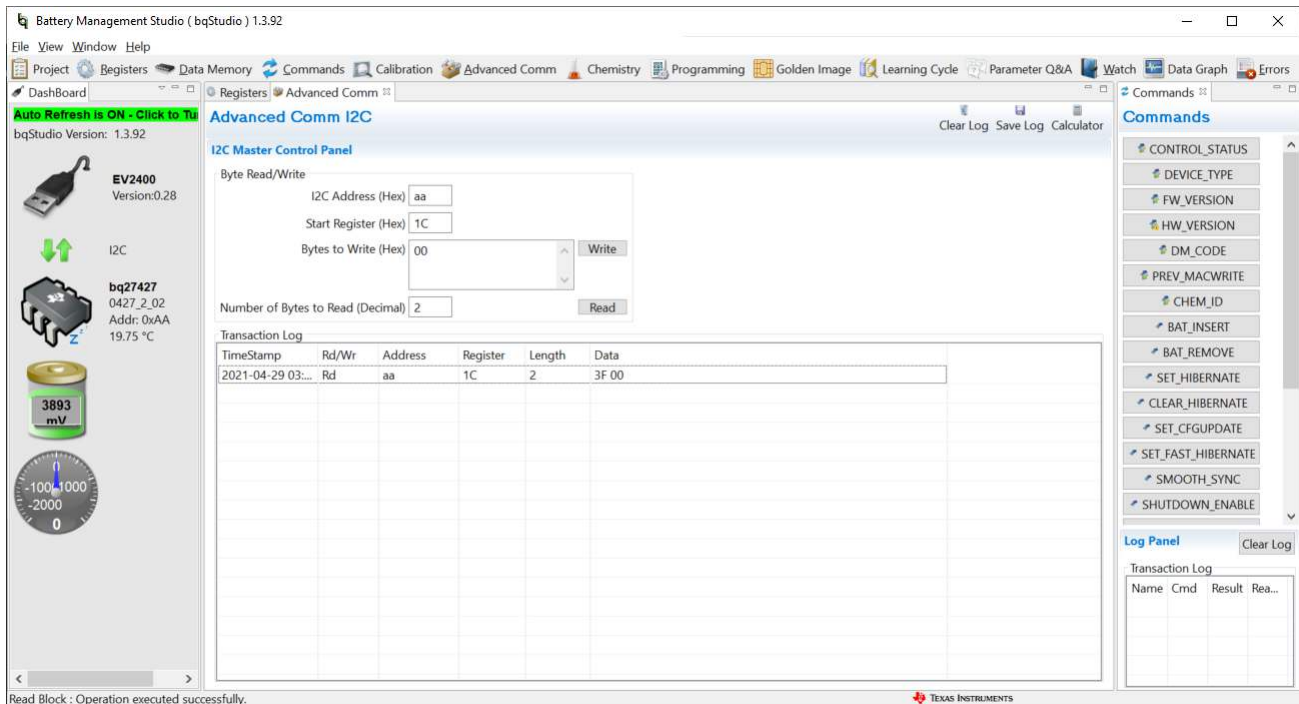 Battery Management Studio ( bqStudio ) 1.3.92
File View Window Help
Project Registers Data Memory Commands Calibration Advanced Comm Chemistry Programming Golden Image Learning Cycle Parameter Q&A Watch Data Graph Errors
DashBoard
Auto Refresh is ON - Click to Tu
bqStudio Version: 1.3.92
EV2400
Version:0.28
I2C
bq27427
0427_2_02
Addr: 0xAA
19.75 °C
z z
3893
mV
0
-100 1000
-2000
0
Registers Advanced Comm
Advanced Comm I2C
Clear Log Save Log Calculator
I2C Master Control Panel
Byte Read/Write
I2C Address (Hex) aa
Start Register (Hex) 1C
Bytes to Write (Hex) 00 Write
Number of Bytes to Read (Decimal) 2 Read
Transaction Log
TimeStamp Rd/Wr Address Register Length Data
2021-04-29 03:... Rd aa 1C 2 3F 00
Commands
Commands
CONTROL_STATUS
DEVICE_TYPE
FW_VERSION
HW_VERSION
DM_CODE
PREV_MACWRITE
CHEM_ID
BAT_INSERT
BAT_REMOVE
SET_HIBERNATE
CLEAR_HIBERNATE
SET_CFGUPDATE
SET_FAST_HIBERNATE
SMOOTH_SYNC
SHUTDOWN_ENABLE
Log Panel Clear Log
Transaction Log
Name Cmd Result Rea...
Read Block : Operation executed successfully.
TEXAS INSTRUMENTS